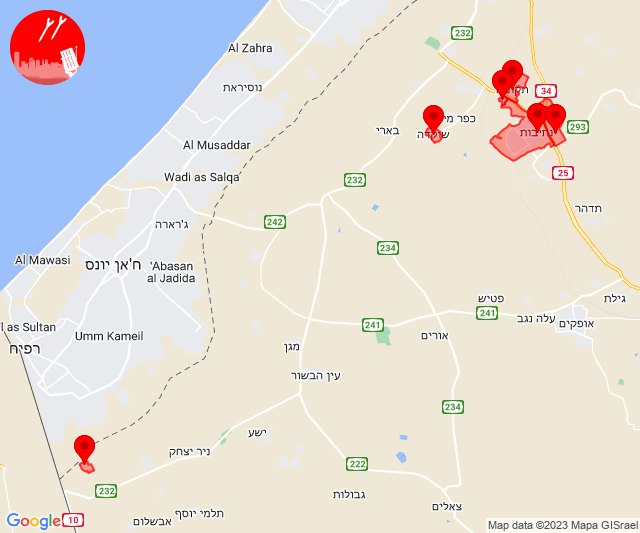 232
Al Zahra
נוסיראת
34
כפר מי
שוקדה
בארי
נתיבות
293
Al Musaddar
25
Wadi as Salqa
232
תדהר
242
ג'רארה
234
Al Mawasi
ח'אן יונס
'Abasan
al Jadida
פטיש
גילת
241
עלה נגב
אופקים
l as Sultan
241
רפיח
Umm Kameil
אורים
מגן
עין הבשור
234
ישע
ניר יצחק
222
232
גבולות
צאלים
תלמי יוסף
אבשלום
10
Google
Map data ©2023 Mapa GISrael